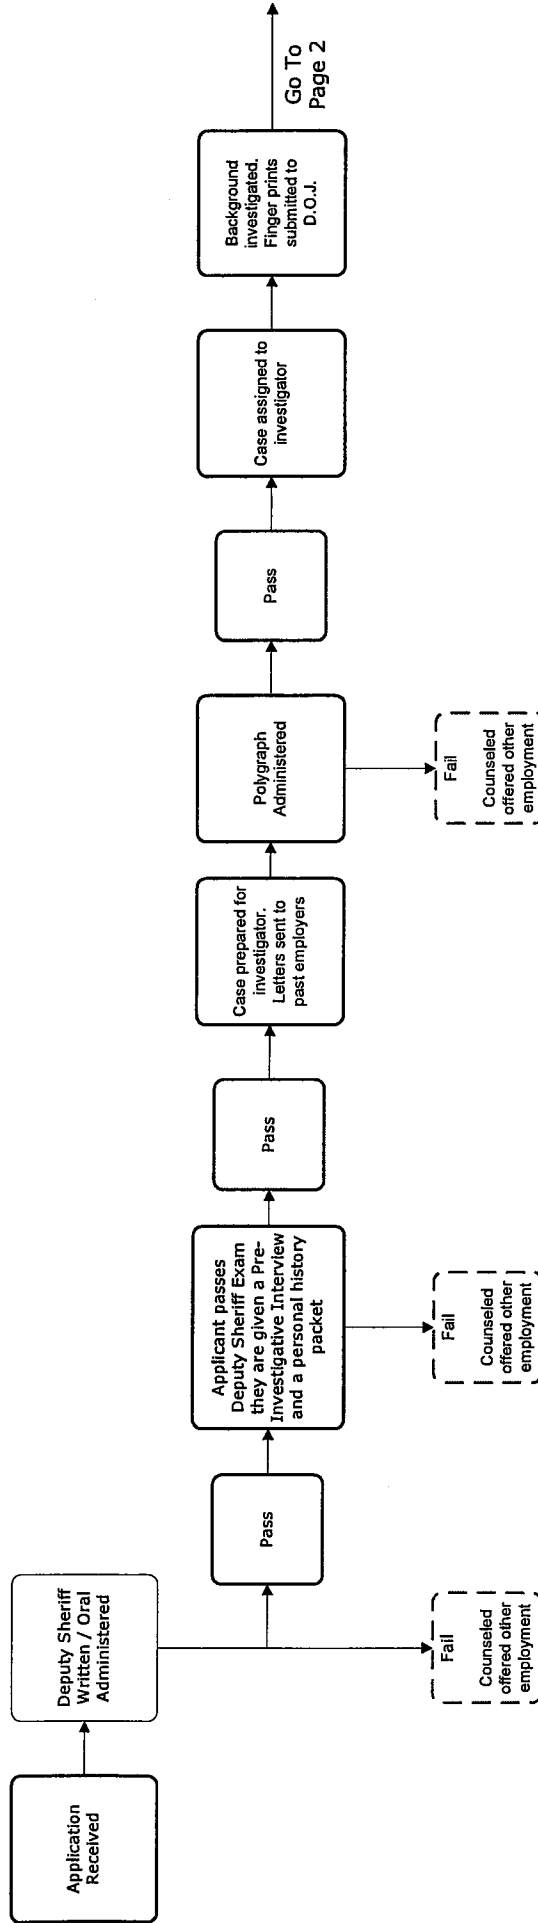 Application
Received
Deputy Sheriff
Written / Oral
Administered
Pass
Fail
Counseled
offered other
employment
Applicant passes
Deputy Sheriff Exam
they are given a Pre-
Investigative Interview
and a personal history
packet
Fail
Counseled
offered other
employment
Pass
Case prepared for
investigator.
Letters sent to
past employers
Polygraph
Administered
Fail
Counseled
offered other
employment
Pass
Case assigned to
investigator
Background
investigated.
Finger prints
submitted to
D.O.J.
Go To
Page 2